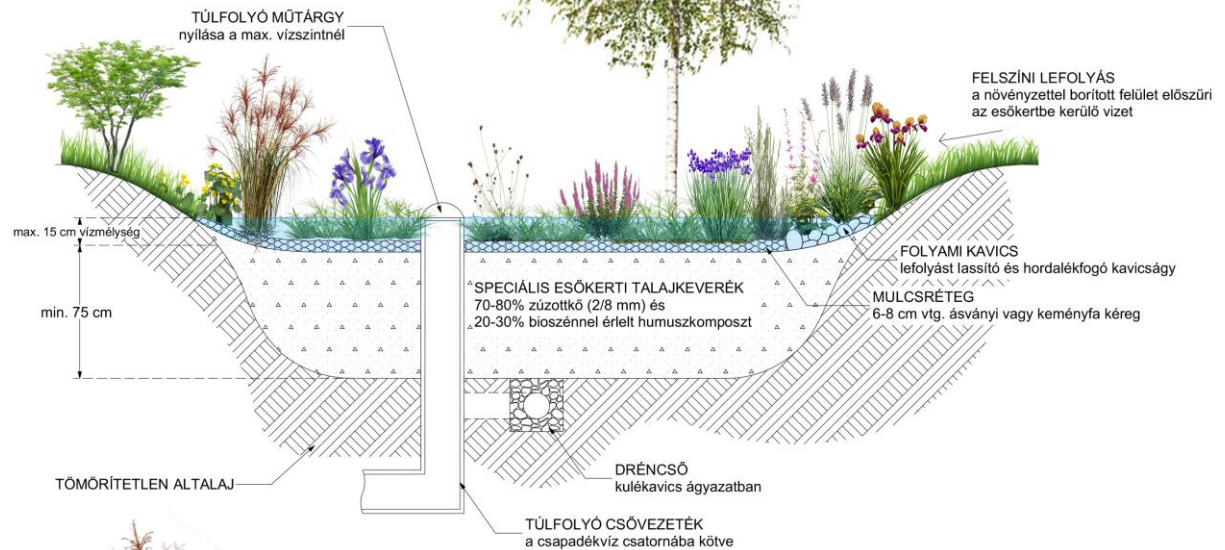 TÚLFOLYÓ MŰTÁRGY
nyílása a max. vízszintnél
FELSZÍNI LEFOLYÁS
a növényzettel borított felület előszűri
az esőkertbe kerülő vizet
max. 15 cm vízmélység
FOLYAMI KAVICS
lefolyást lassító és hordalékfogó kavicságy
SPECIÁLIS ESŐKERTI TALAJKEVERÉK
70-80% zúzottkő (2/8 mm) és
20-30% bioszénnel érlelt humuszkomposzt
MULCSRÉTEG
6-8 cm vtg. ásványi vagy keményfa kéreg
min. 75 cm
TÖMÖRÍTETLEN ALTALAJ
DRÉNCSŐ
kulékavics ágyazatban
TÚLFOLYÓ CSŐVEZETÉK
a csapadékvíz csatornába kötve